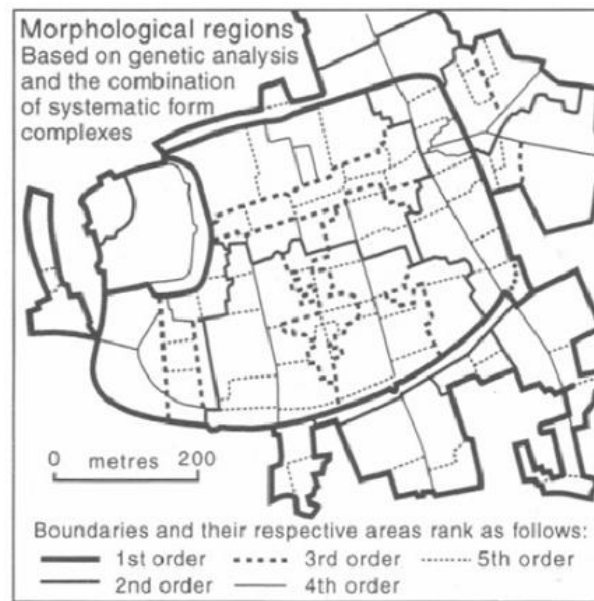 Morphological regions
Based on genetic analysis
and the combination
of systematic form
complexes
0 metres 200
Boundaries and their respective areas rank as follows:
1st order 3rd order 5th order
2nd order 4th order